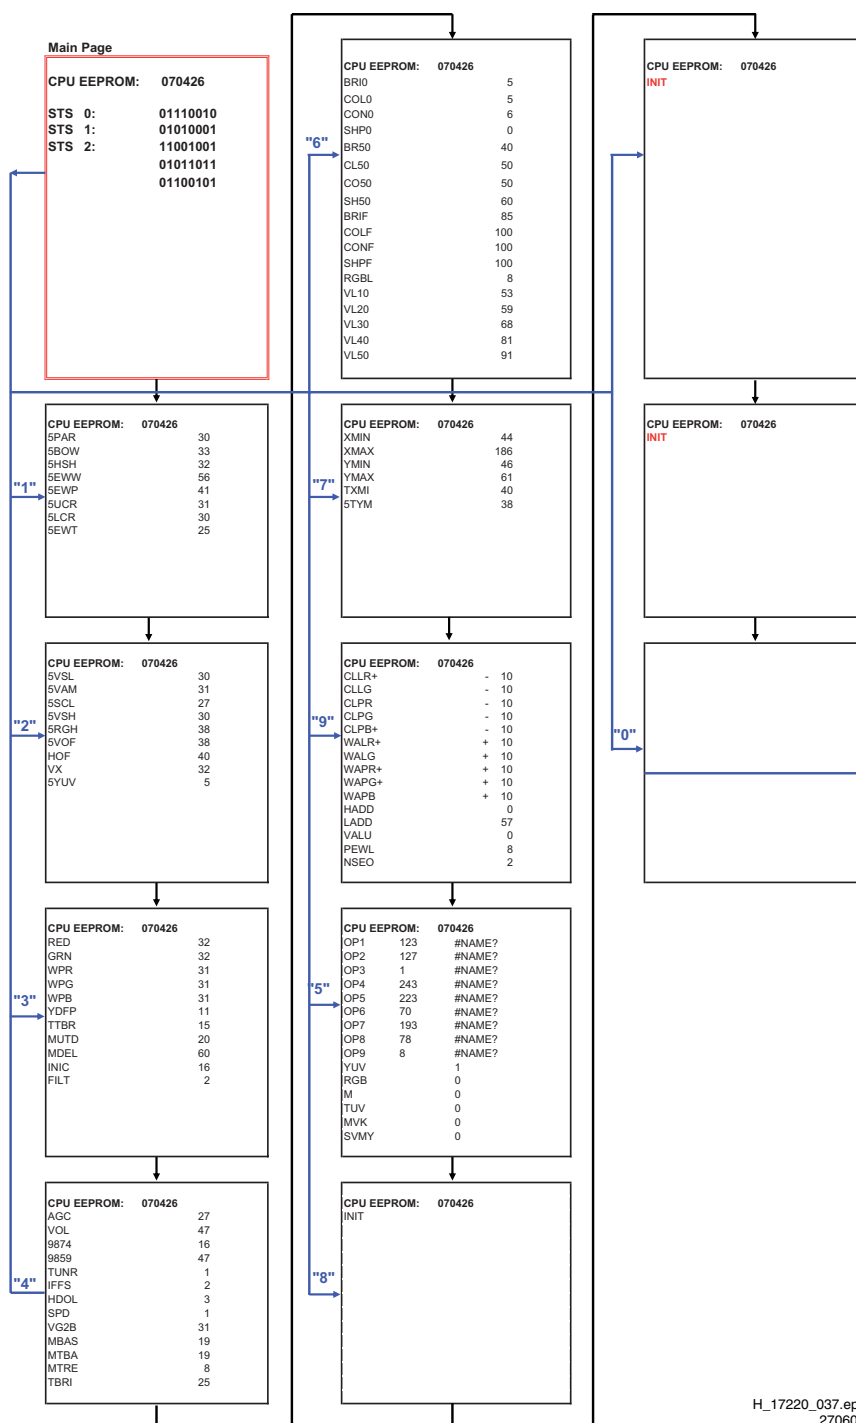 Main Page
CPU EEPROM: 070426
STS 0: 01110010
STS 1: 01010001
STS 2: 11001001
01011011
01100101
"1"
CPU EEPROM: 070426
5PAR 30
5BOW 33
5HSH 32
5EWW 56
5EWP 41
5UCR 31
5LCR 30
5EWT 25
"2"
CPU EEPROM: 070426
5VSL 30
5VAM 31
5SCL 27
5VSH 30
5RGH 38
5VOF 38
HOF 40
VX 32
5YUV 5
"3"
CPU EEPROM: 070426
RED 32
GRN 32
WPR 31
WPG 31
WPB 31
YDFP 11
TTBR 15
MUTD 20
MDEL 60
INIC 16
FILT 2
"4"
CPU EEPROM: 070426
AGC 27
VOL 47
9874 16
9859 47
TUNR 1
IFFS 2
HDOL 3
SPD 1
VG2B 31
MBAS 19
MTBA 19
MTRE 8
TBRI 25
"6"
CPU EEPROM: 070426
BRI0 5
COL0 5
CON0 6
SHP0 0
BR50 40
CL50 50
CO50 50
SH50 60
BRIF 85
COLF 100
CONF 100
SHPF 100
RGBL 8
VL10 53
VL20 59
VL30 68
VL40 81
VL50 91
"7"
CPU EEPROM: 070426
XMIN 44
XMAX 186
YMIN 46
YMAX 61
TXMI 40
5TYM 38
"9"
CPU EEPROM: 070426
CLLR+ - 10
CLLG - 10
CLPR - 10
CLPG - 10
CLPB+ - 10
WALR+ + 10
WALG + 10
WAPR+ + 10
WAPG+ + 10
WAPB + 10
HADD 0
LADD 57
VALU 0
PEWL 8
NSEO 2
"5"
CPU EEPROM: 070426
OP1 123 #NAME?
OP2 127 #NAME?
OP3 1 #NAME?
OP4 243 #NAME?
OP5 223 #NAME?
OP6 70 #NAME?
OP7 193 #NAME?
OP8 78 #NAME?
OP9 8 #NAME?
YUV 1
RGB 0
M 0
TUV 0
MVK 0
SVMY 0
"8"
CPU EEPROM: 070426
INIT
CPU EEPROM: 070426
INIT
CPU EEPROM: 070426
INIT
"0"
H_17220_037.ep
27060